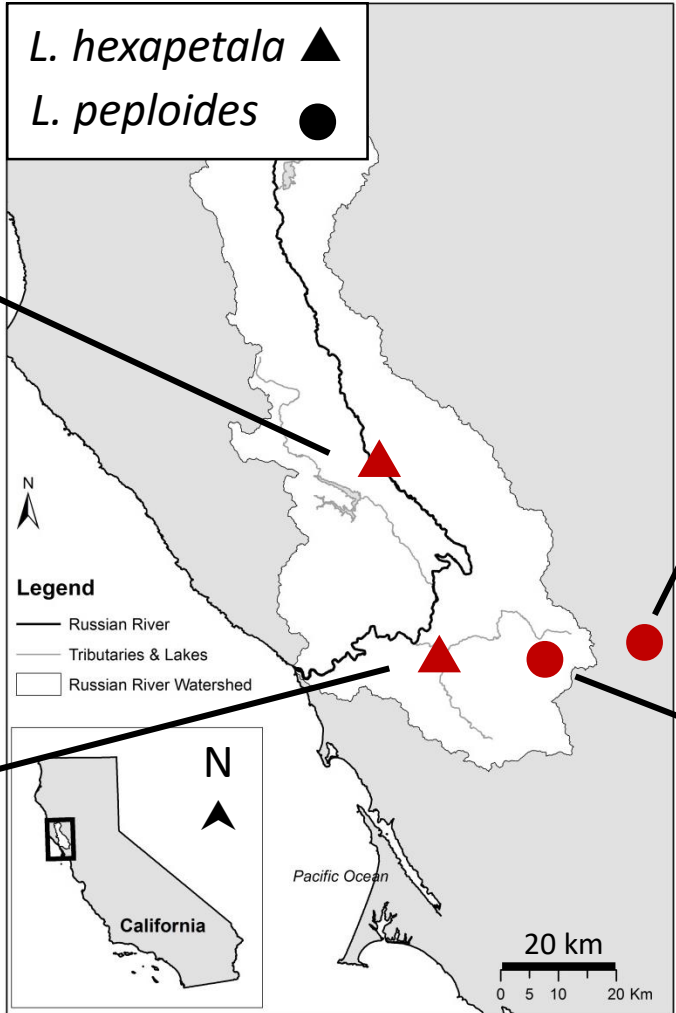 L. hexapetala
L. peploides
N
Legend
Russian River
Tributaries & Lakes
Russian River Watershed
N
California
Pacific Ocean
20 km
0 5 10 20 Km